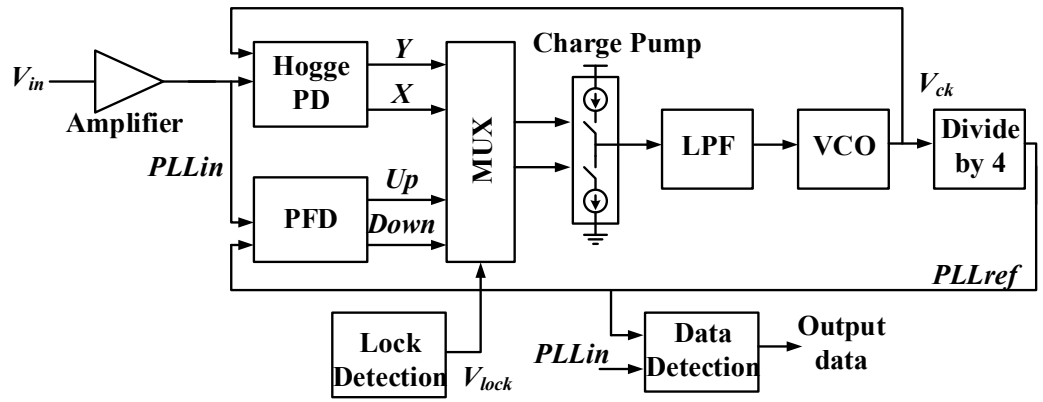 Charge Pump
V_in
Amplifier
PLLin
Hogge
PD
Y
X
PFD
Up
Down
MUX
LPF
VCO
V_ck
Divide
by 4
PLLref
Lock
Detection
V_lock
PLLin
Data
Detection
Output
data